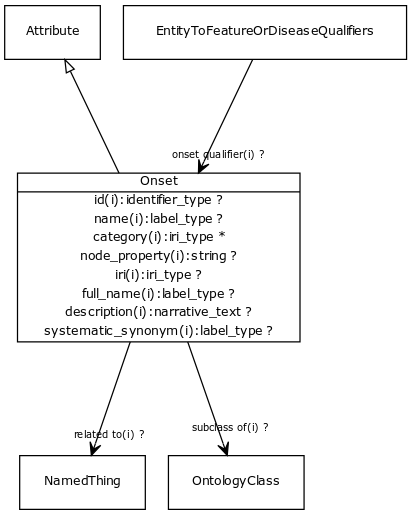 Attribute
EntityToFeatureOrDiseaseQualifiers
onset qualifier(i) ?
Onset
id(i):identifier_type ?
name(i):label_type ?
category(i):iri_type *
node_property(i):string ?
iri(i):iri_type ?
full_name(i):label_type ?
description(i):narrative_text ?
systematic_synonym(i):label_type ?
related to(i) ?
subclass of(i) ?
NamedThing
OntologyClass